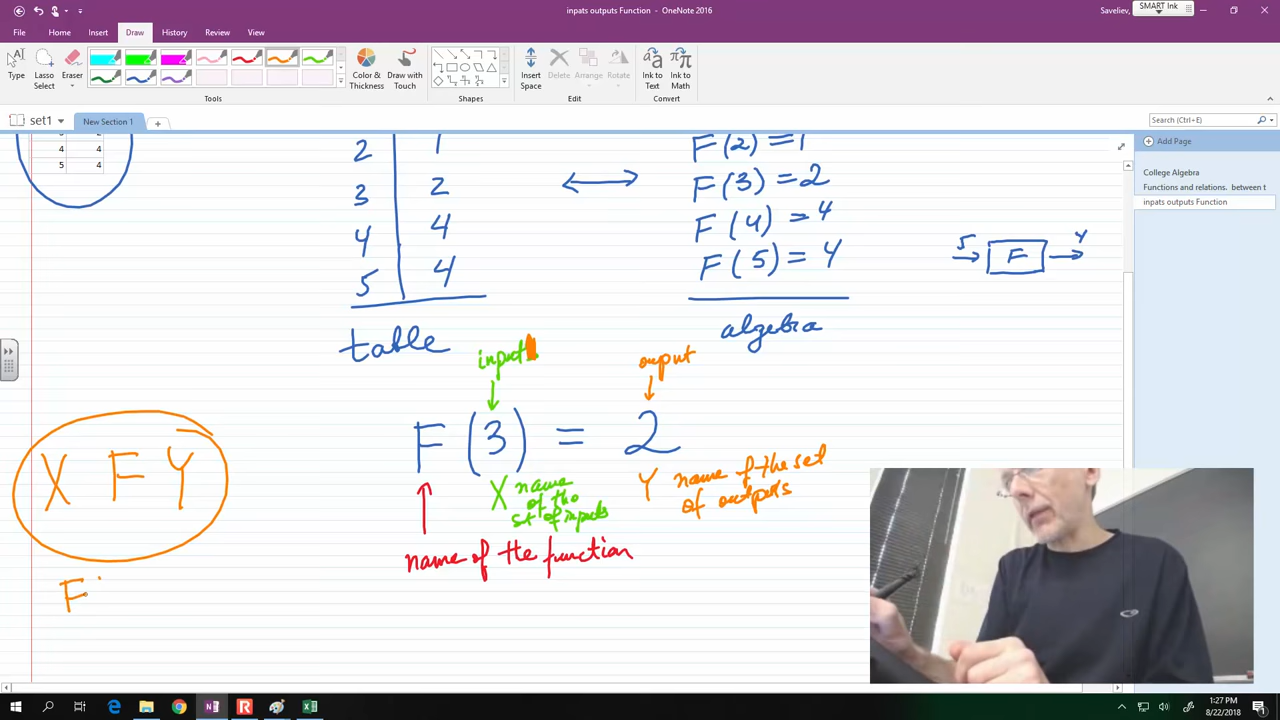 inpats outputs Function - OneNote 2016
Saveliev,
SMART Ink
File Home Insert Draw History Review View
Type
Lasso Select
Eraser
Color & Thickness
Draw with Touch
Insert Space
Delete
Arrange
Rotate
Ink to Text
Ink to Math
Tools
Shapes
Edit
Convert
set1
New Section 1
Search (Ctrl+E)
Add Page
College Algebra
Functions and relations. between t
inpats outputs Function
4 4
5 4
2 1
3 2
4 4
5 4
table
F(2)=1
F(3)=2
F(4)=4
F(5)=4
algebra
5 F Y
input
ouput
F(3) = 2
X name of the set of inputs
Y name of the set of outputs
name of the function
X F Y
F
1:27 PM
8/22/2018